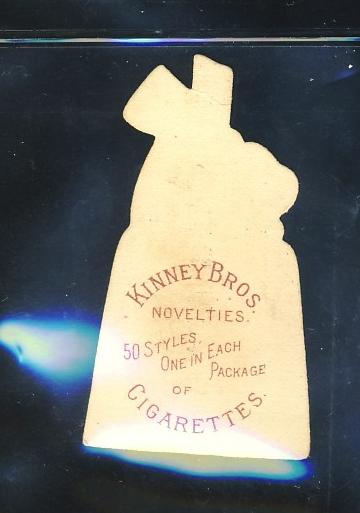 KINNEY BROS.
NOVELTIES.
50 STYLES,
ONE IN EACH
PACKAGE
OF
CIGARETTES.